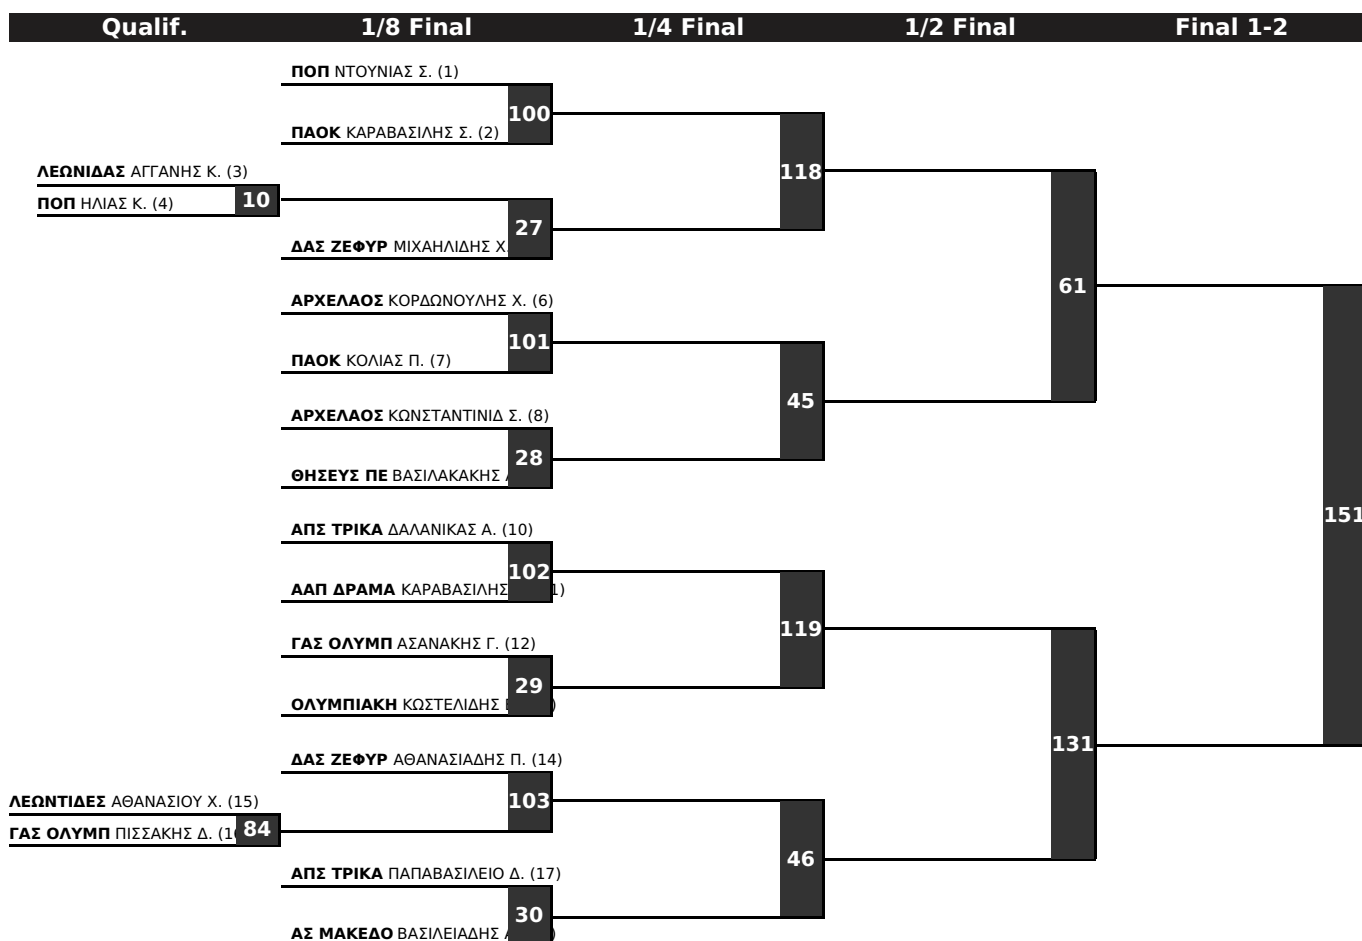 Qualif. 1/8 Final 1/4 Final 1/2 Final Final 1-2
ΠΟΠ ΝΤΟΥΝΙΑΣ Σ. (1)
100
ΠΑΟΚ ΚΑΡΑΒΑΣΙΛΗΣ Σ. (2)
118
ΛΕΩΝΙΔΑΣ ΑΓΓΑΝΗΣ Κ. (3)
10
ΠΟΠ ΗΛΙΑΣ Κ. (4)
27
ΔΑΣ ΖΕΦΥΡ ΜΙΧΑΗΛΙΔΗΣ Χ.
61
ΑΡΧΕΛΑΟΣ ΚΟΡΔΩΝΟΥΛΗΣ Χ. (6)
101
ΠΑΟΚ ΚΟΛΙΑΣ Π. (7)
45
ΑΡΧΕΛΑΟΣ ΚΩΝΣΤΑΝΤΙΝΙΔ Σ. (8)
28
ΘΗΣΕΥΣ ΠΕ ΒΑΣΙΛΑΚΑΚΗΣ
151
ΑΠΣ ΤΡΙΚΑ ΔΑΛΑΝΙΚΑΣ Α. (10)
102
ΑΑΠ ΔΡΑΜΑ ΚΑΡΑΒΑΣΙΛΗΣ
119
ΓΑΣ ΟΛΥΜΠ ΑΣΑΝΑΚΗΣ Γ. (12)
29
ΟΛΥΜΠΙΑΚΗ ΚΩΣΤΕΛΙΔΗΣ
131
ΔΑΣ ΖΕΦΥΡ ΑΘΑΝΑΣΙΑΔΗΣ Π. (14)
103
ΛΕΩΝΤΙΔΕΣ ΑΘΑΝΑΣΙΟΥ Χ. (15)
84
ΓΑΣ ΟΛΥΜΠ ΠΙΣΣΑΚΗΣ Δ.
46
ΑΠΣ ΤΡΙΚΑ ΠΑΠΑΒΑΣΙΛΕΙΟ Δ. (17)
30
ΑΣ ΜΑΚΕΔΟ ΒΑΣΙΛΕΙΑΔΗΣ